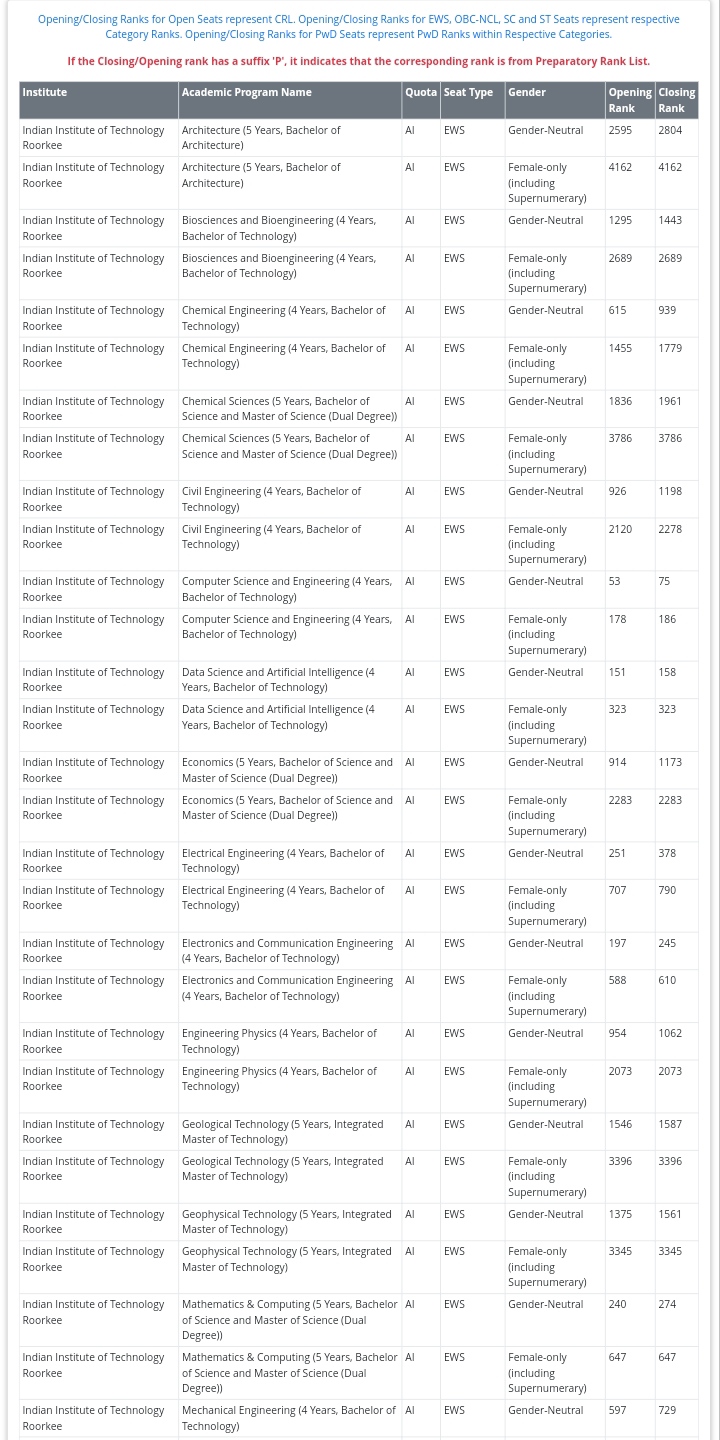 Opening/Closing Ranks for Open Seats represent CRL. Opening/Closing Ranks for EWS, OBC-NCL, SC and ST Seats represent respective
Category Ranks. Opening/Closing Ranks for PwD Seats represent PwD Ranks within Respective Categories.
If the Closing/Opening rank has a suffix 'P', it indicates that the corresponding rank is from Preparatory Rank List.
Institute Academic Program Name Quota Seat Type Gender Opening Closing
Rank Rank
Indian Institute of Technology Architecture (5 Years, Bachelor of AI EWS Gender-Neutral 2595 2804
Roorkee Architecture)
Indian Institute of Technology Architecture (5 Years, Bachelor of AI EWS Female-only 4162 4162
Roorkee Architecture) (including
Supernumerary)
Indian Institute of Technology Biosciences and Bioengineering (4 Years, AI EWS Gender-Neutral 1295 1443
Roorkee Bachelor of Technology)
Indian Institute of Technology Biosciences and Bioengineering (4 Years, AI EWS Female-only 2689 2689
Roorkee Bachelor of Technology) (including
Supernumerary)
Indian Institute of Technology Chemical Engineering (4 Years, Bachelor of AI EWS Gender-Neutral 615 939
Roorkee Technology)
Indian Institute of Technology Chemical Engineering (4 Years, Bachelor of AI EWS Female-only 1455 1779
Roorkee Technology) (including
Supernumerary)
Indian Institute of Technology Chemical Sciences (5 Years, Bachelor of AI EWS Gender-Neutral 1836 1961
Roorkee Science and Master of Science (Dual Degree))
Indian Institute of Technology Chemical Sciences (5 Years, Bachelor of AI EWS Female-only 3786 3786
Roorkee Science and Master of Science (Dual Degree)) (including
Supernumerary)
Indian Institute of Technology Civil Engineering (4 Years, Bachelor of AI EWS Gender-Neutral 926 1198
Roorkee Technology)
Indian Institute of Technology Civil Engineering (4 Years, Bachelor of AI EWS Female-only 2120 2278
Roorkee Technology) (including
Supernumerary)
Indian Institute of Technology Computer Science and Engineering (4 Years, AI EWS Gender-Neutral 53 75
Roorkee Bachelor of Technology)
Indian Institute of Technology Computer Science and Engineering (4 Years, AI EWS Female-only 178 186
Roorkee Bachelor of Technology) (including
Supernumerary)
Indian Institute of Technology Data Science and Artificial Intelligence (4 AI EWS Gender-Neutral 151 158
Roorkee Years, Bachelor of Technology)
Indian Institute of Technology Data Science and Artificial Intelligence (4 AI EWS Female-only 323 323
Roorkee Years, Bachelor of Technology) (including
Supernumerary)
Indian Institute of Technology Economics (5 Years, Bachelor of Science and AI EWS Gender-Neutral 914 1173
Roorkee Master of Science (Dual Degree))
Indian Institute of Technology Economics (5 Years, Bachelor of Science and AI EWS Female-only 2283 2283
Roorkee Master of Science (Dual Degree)) (including
Supernumerary)
Indian Institute of Technology Electrical Engineering (4 Years, Bachelor of AI EWS Gender-Neutral 251 378
Roorkee Technology)
Indian Institute of Technology Electrical Engineering (4 Years, Bachelor of AI EWS Female-only 707 790
Roorkee Technology) (including
Supernumerary)
Indian Institute of Technology Electronics and Communication Engineering AI EWS Gender-Neutral 197 245
Roorkee (4 Years, Bachelor of Technology)
Indian Institute of Technology Electronics and Communication Engineering AI EWS Female-only 588 610
Roorkee (4 Years, Bachelor of Technology) (including
Supernumerary)
Indian Institute of Technology Engineering Physics (4 Years, Bachelor of AI EWS Gender-Neutral 954 1062
Roorkee Technology)
Indian Institute of Technology Engineering Physics (4 Years, Bachelor of AI EWS Female-only 2073 2073
Roorkee Technology) (including
Supernumerary)
Indian Institute of Technology Geological Technology (5 Years, Integrated AI EWS Gender-Neutral 1546 1587
Roorkee Master of Technology)
Indian Institute of Technology Geological Technology (5 Years, Integrated AI EWS Female-only 3396 3396
Roorkee Master of Technology) (including
Supernumerary)
Indian Institute of Technology Geophysical Technology (5 Years, Integrated AI EWS Gender-Neutral 1375 1561
Roorkee Master of Technology)
Indian Institute of Technology Geophysical Technology (5 Years, Integrated AI EWS Female-only 3345 3345
Roorkee Master of Technology) (including
Supernumerary)
Indian Institute of Technology Mathematics & Computing (5 Years, Bachelor AI EWS Gender-Neutral 240 274
Roorkee of Science and Master of Science (Dual
Degree))
Indian Institute of Technology Mathematics & Computing (5 Years, Bachelor AI EWS Female-only 647 647
Roorkee of Science and Master of Science (Dual (including
Degree)) Supernumerary)
Indian Institute of Technology Mechanical Engineering (4 Years, Bachelor of AI EWS Gender-Neutral 597 729
Roorkee Technology)